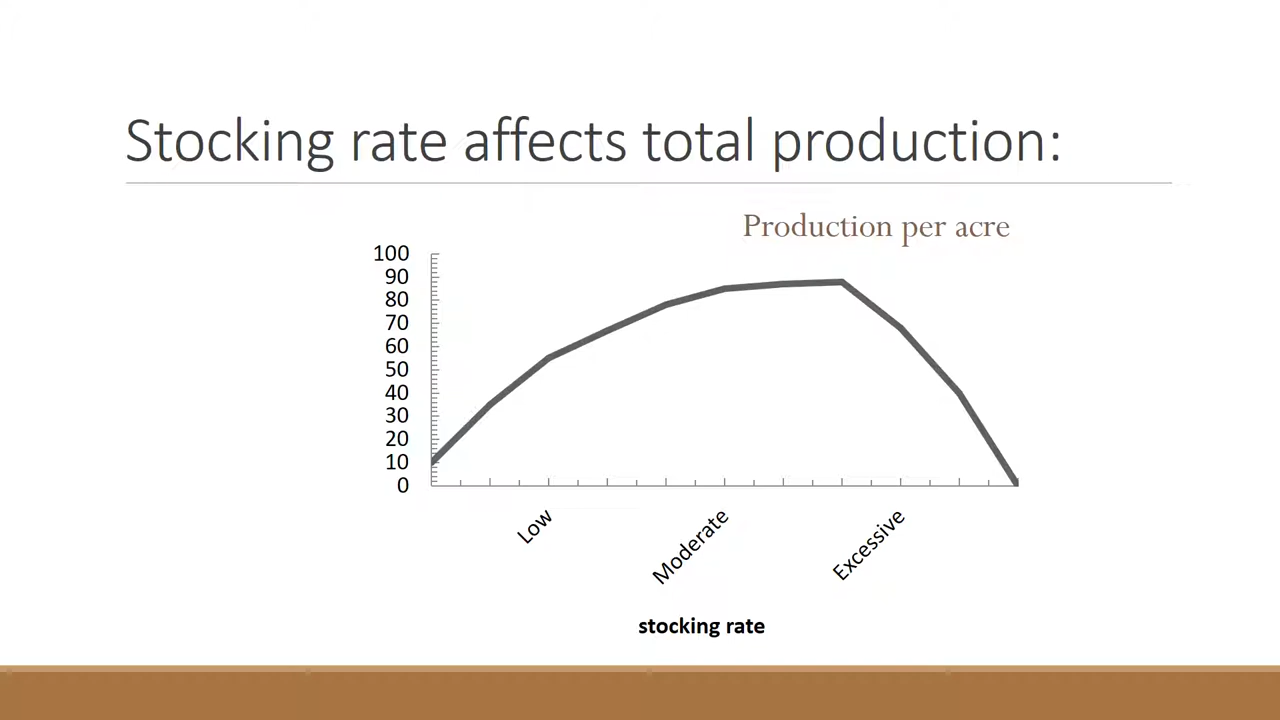 Stocking rate affects total production:
Production per acre
100
90
80
70
60
50
40
30
20
10
0
Low
Moderate
Excessive
stocking rate